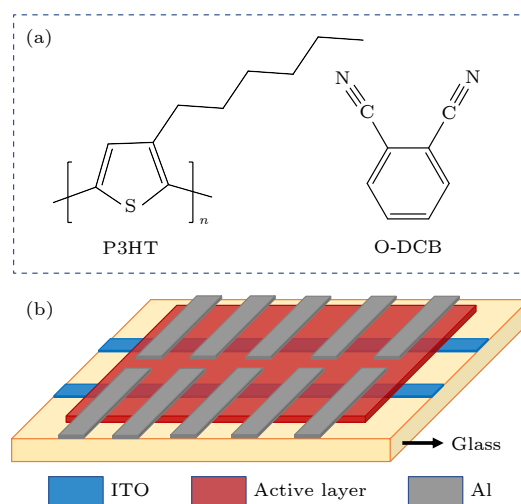 (a)
N N
C C
S
n
P3HT O-DCB
(b)
Glass
ITO Active layer Al